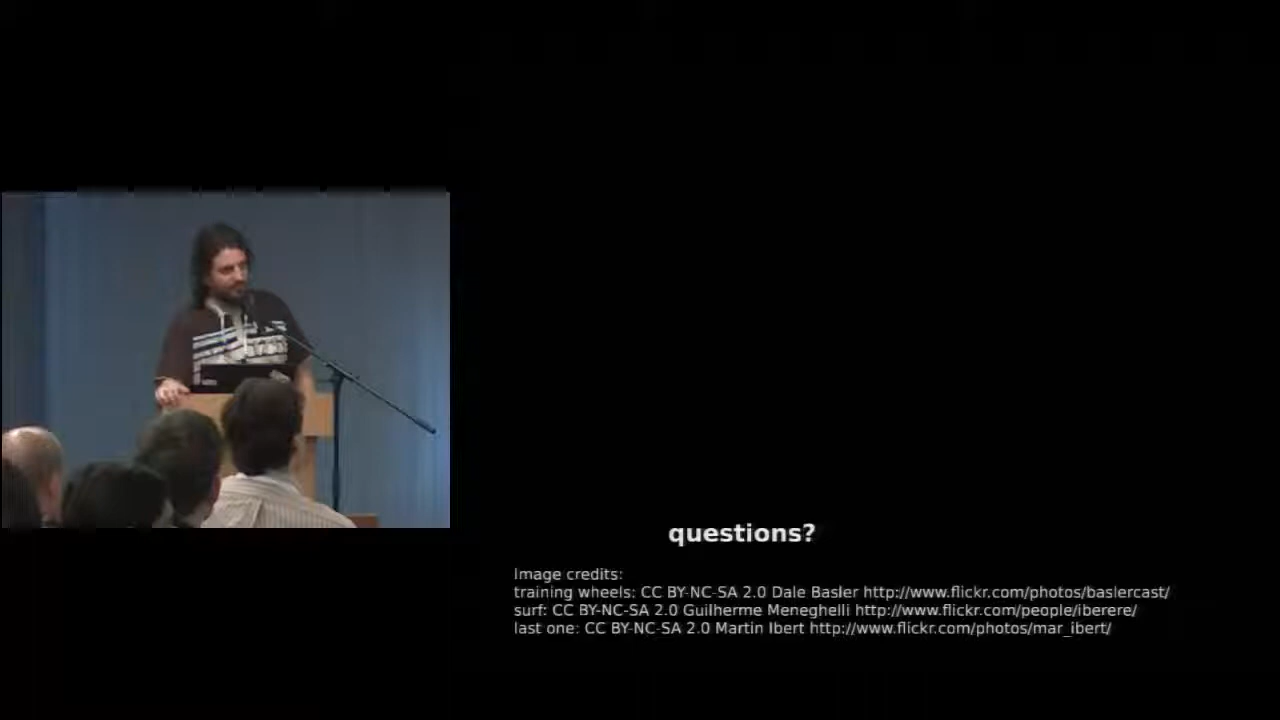 questions?
Image credits:
training wheels: CC BY-NC-SA 2.0 Dale Basler http://www.flickr.com/photos/baslercast/
surf: CC BY-NC-SA 2.0 Guilherme Meneghelli http://www.flickr.com/people/iberere/
last one: CC BY-NC-SA 2.0 Martin Ibert http://www.flickr.com/photos/mar_ibert/